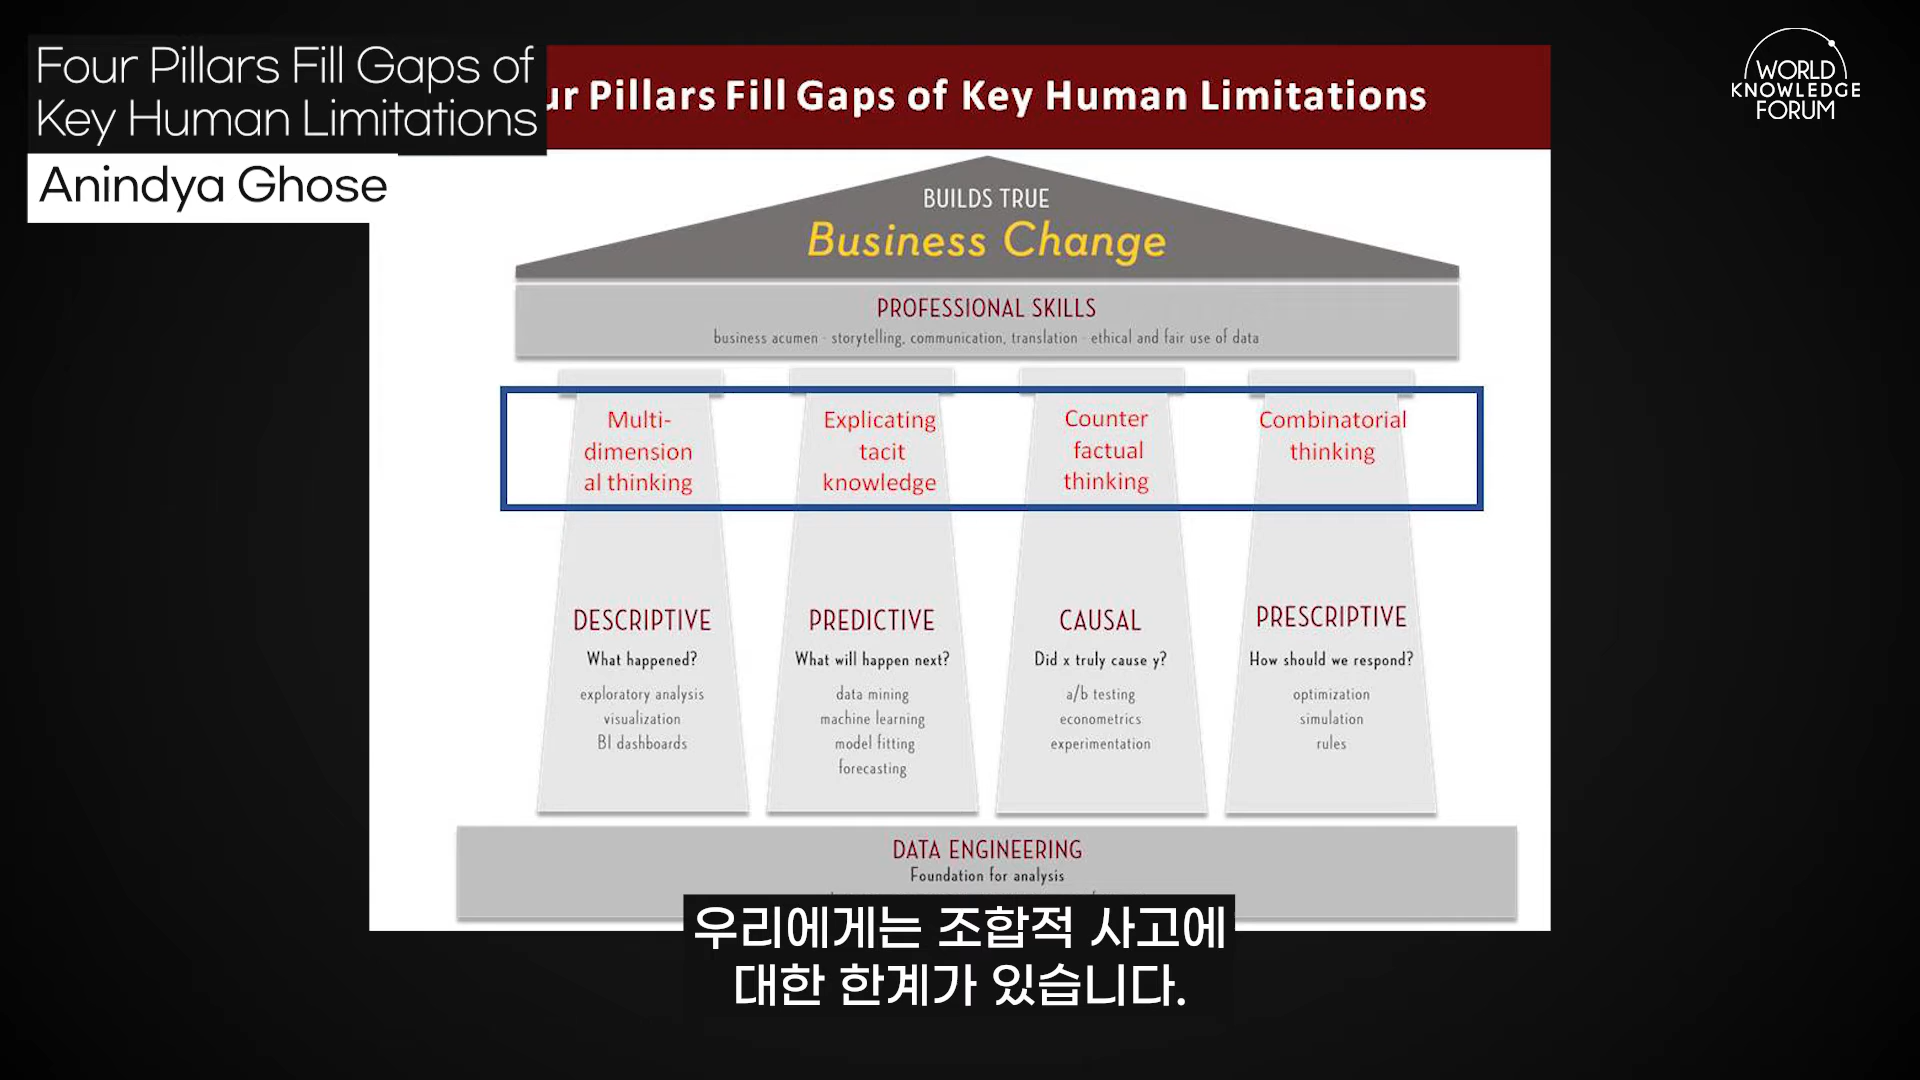 Four Pillars Fill Gaps of
Key Human Limitations
Anindya Ghose
ur Pillars Fill Gaps of Key Human Limitations
WORLD
KNOWLEDGE
FORUM
BUILDS TRUE
Business Change
PROFESSIONAL SKILLS
business acumen · storytelling, communication, translation · ethical and fair use of data
Multi-
dimension
al thinking
Explicating
tacit
knowledge
Counter
factual
thinking
Combinatorial
thinking
DESCRIPTIVE
What happened?
exploratory analysis
visualization
BI dashboards
PREDICTIVE
What will happen next?
data mining
machine learning
model fitting
forecasting
CAUSAL
Did x truly cause y?
a/b testing
econometrics
experimentation
PRESCRIPTIVE
How should we respond?
optimization
simulation
rules
DATA ENGINEERING
Foundation for analysis
우리에게는 조합적 사고에
대한 한계가 있습니다.